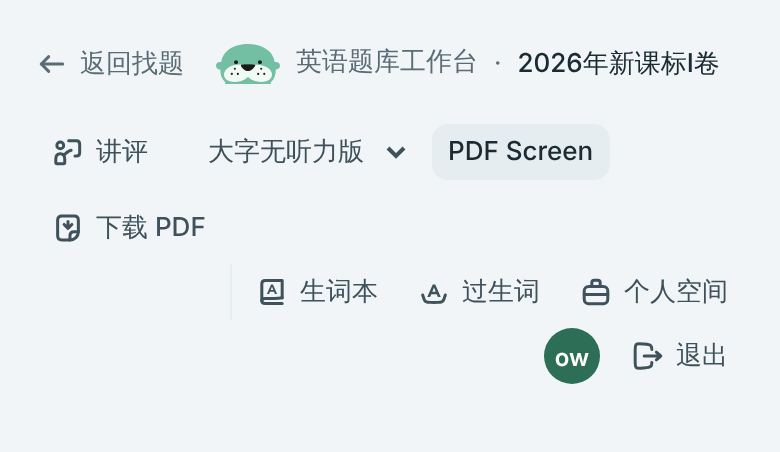 返回找题 英语题库工作台 · 2026年新课标I卷
讲评 大字无听力版 PDF Screen
下载 PDF
A 生词本 A 过生词 个人空间
ow 退出